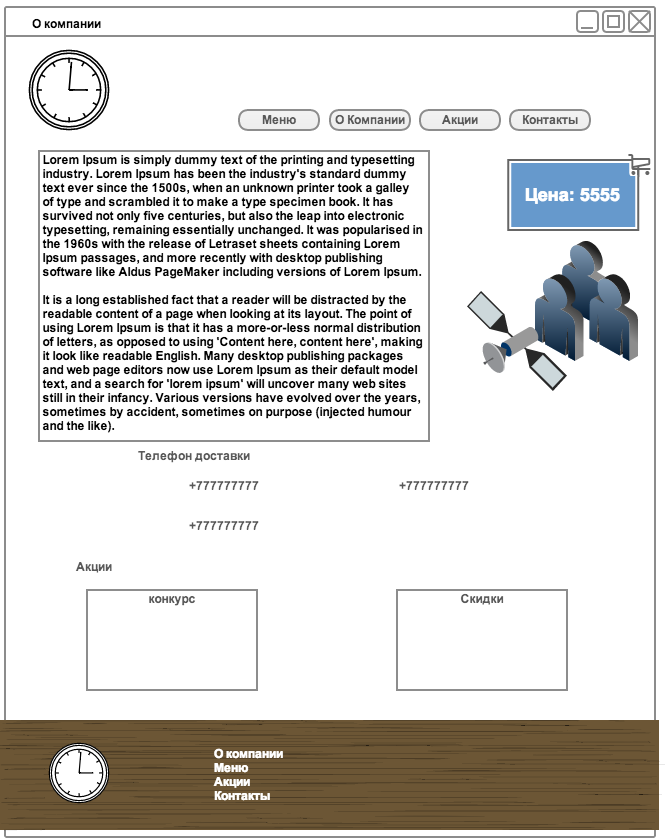 О компании
Меню
О Компании
Акции
Контакты
Lorem Ipsum is simply dummy text of the printing and typesetting
industry. Lorem Ipsum has been the industry's standard dummy
text ever since the 1500s, when an unknown printer took a galley
of type and scrambled it to make a type specimen book. It has
survived not only five centuries, but also the leap into electronic
typesetting, remaining essentially unchanged. It was popularised in
the 1960s with the release of Letraset sheets containing Lorem
Ipsum passages, and more recently with desktop publishing
software like Aldus PageMaker including versions of Lorem Ipsum.
It is a long established fact that a reader will be distracted by the
readable content of a page when looking at its layout. The point of
using Lorem Ipsum is that it has a more-or-less normal distribution
of letters, as opposed to using 'Content here, content here', making
it look like readable English. Many desktop publishing packages
and web page editors now use Lorem Ipsum as their default model
text, and a search for 'lorem ipsum' will uncover many web sites
still in their infancy. Various versions have evolved over the years,
sometimes by accident, sometimes on purpose (injected humour
and the like).
Цена: 5555
Телефон доставки
+777777777
+777777777
+777777777
Акции
конкурс
Скидки
О компании
Меню
Акции
Контакты